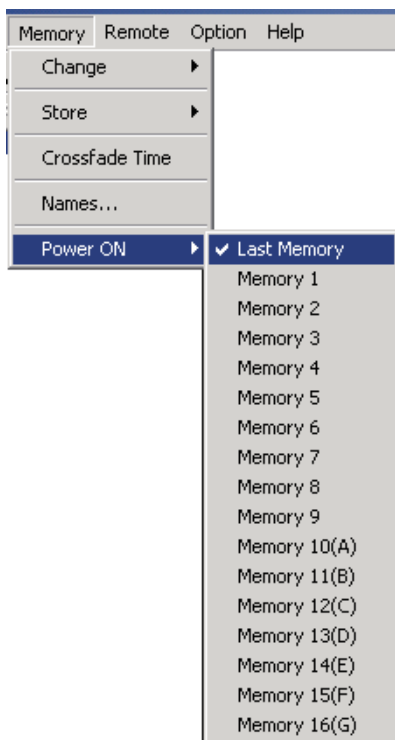 Memory Remote Option Help
Change
Store
Crossfade Time
Names...
Power ON
Last Memory
Memory 1
Memory 2
Memory 3
Memory 4
Memory 5
Memory 6
Memory 7
Memory 8
Memory 9
Memory 10(A)
Memory 11(B)
Memory 12(C)
Memory 13(D)
Memory 14(E)
Memory 15(F)
Memory 16(G)